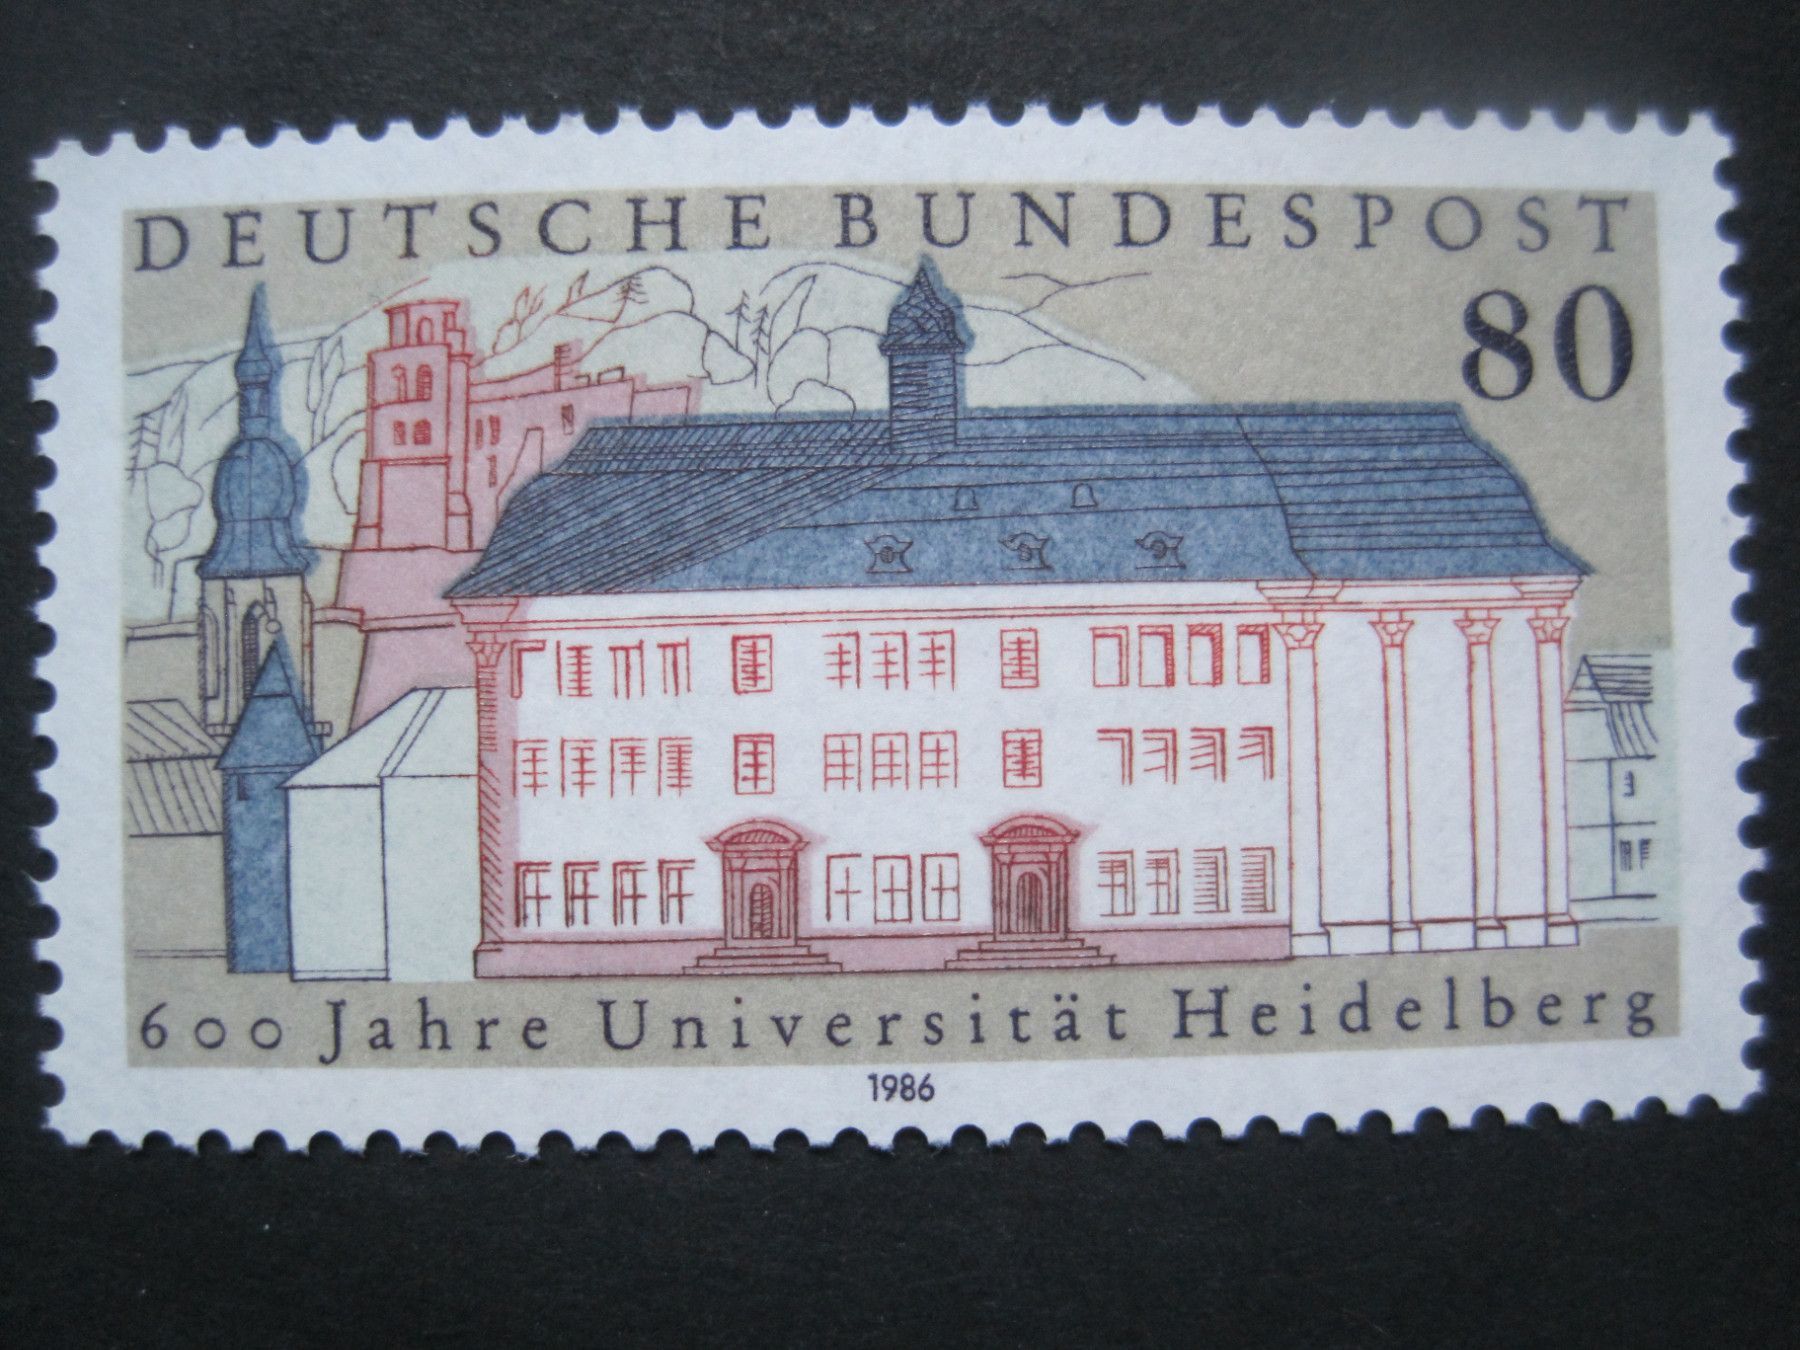 DEUTSCHE BUNDESPOST
80
600 Jahre Universität Heidelberg
1986